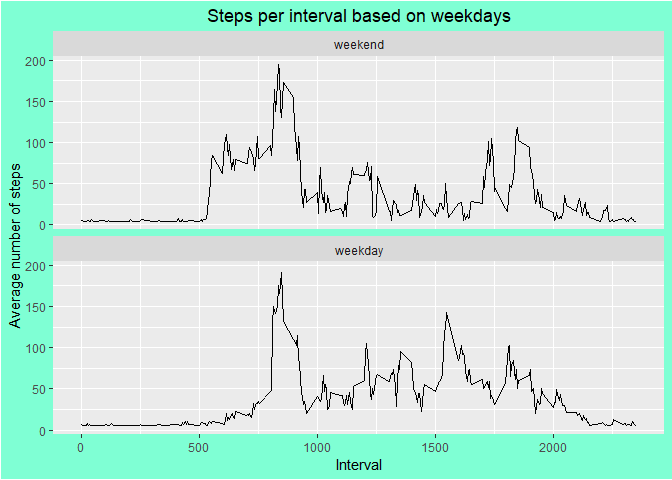 Steps per interval based on weekdays
weekend
200
150
100
50
0
Average number of steps
weekday
200
150
100
50
0
0 500 1000 1500 2000
Interval